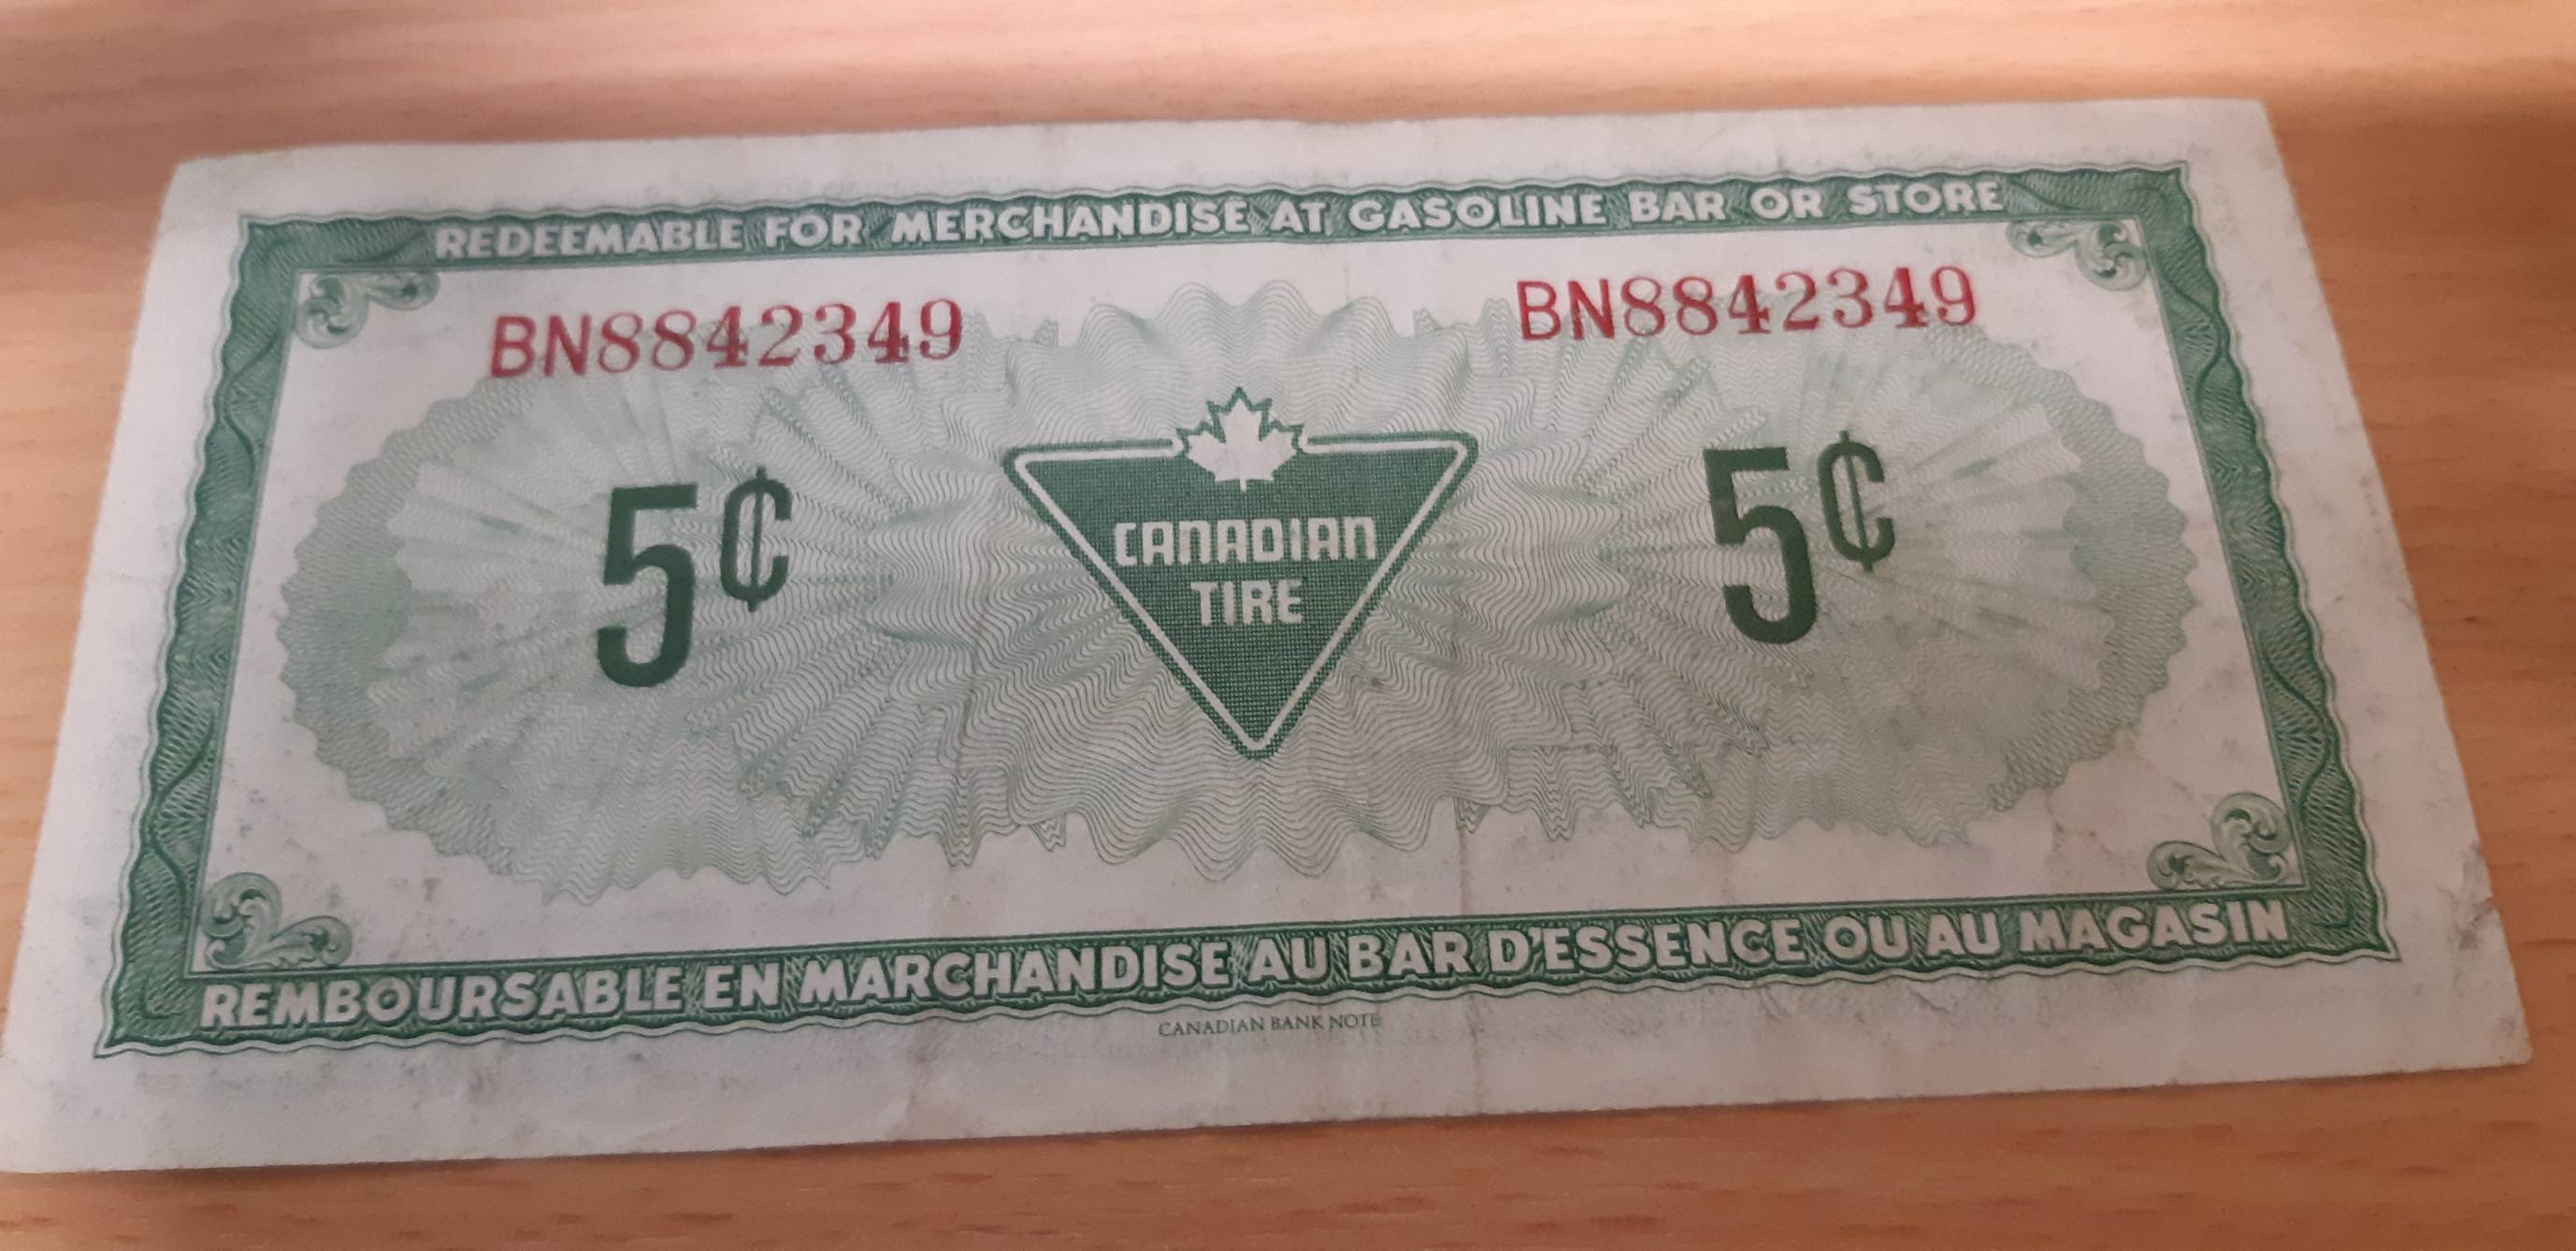 REDEEMABLE FOR MERCHANDISE AT GASOLINE BAR OR STORE
BN8842349 BN8842349
5¢ CANADIAN 5¢
TIRE
REMBOURSABLE EN MARCHANDISE AU BAR D'ESSENCE OU AU MAGASIN
CANADIAN BANK NOTE